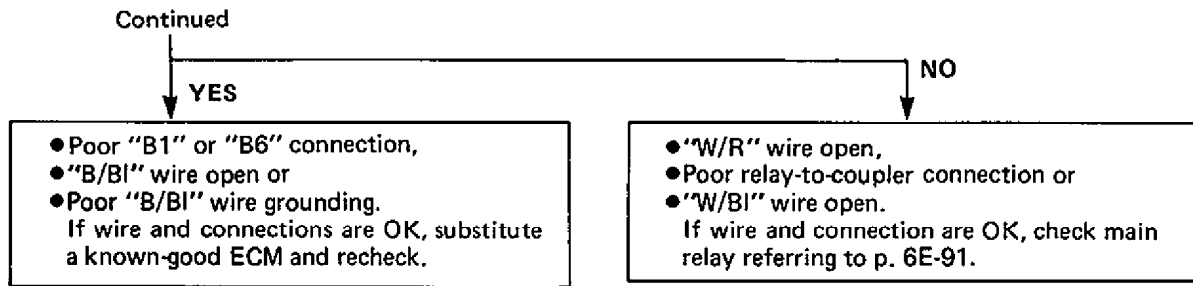 Continued
YES
NO
●Poor "B1" or "B6" connection,
●"B/Bl" wire open or
●Poor "B/Bl" wire grounding.
If wire and connections are OK, substitute
a known-good ECM and recheck.
●"W/R" wire open,
●Poor relay-to-coupler connection or
●"W/Bl" wire open.
If wire and connection are OK, check main
relay referring to p. 6E-91.